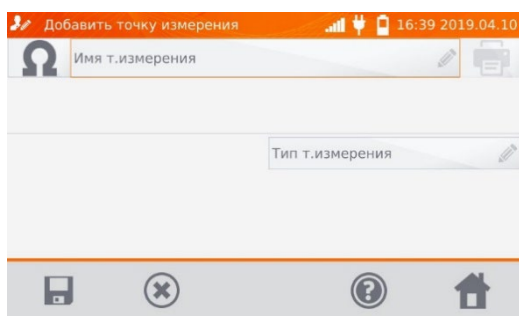 Добавить точку измерения 16:39 2019.04.10
Ω Имя т.измерения
Тип т.измерения